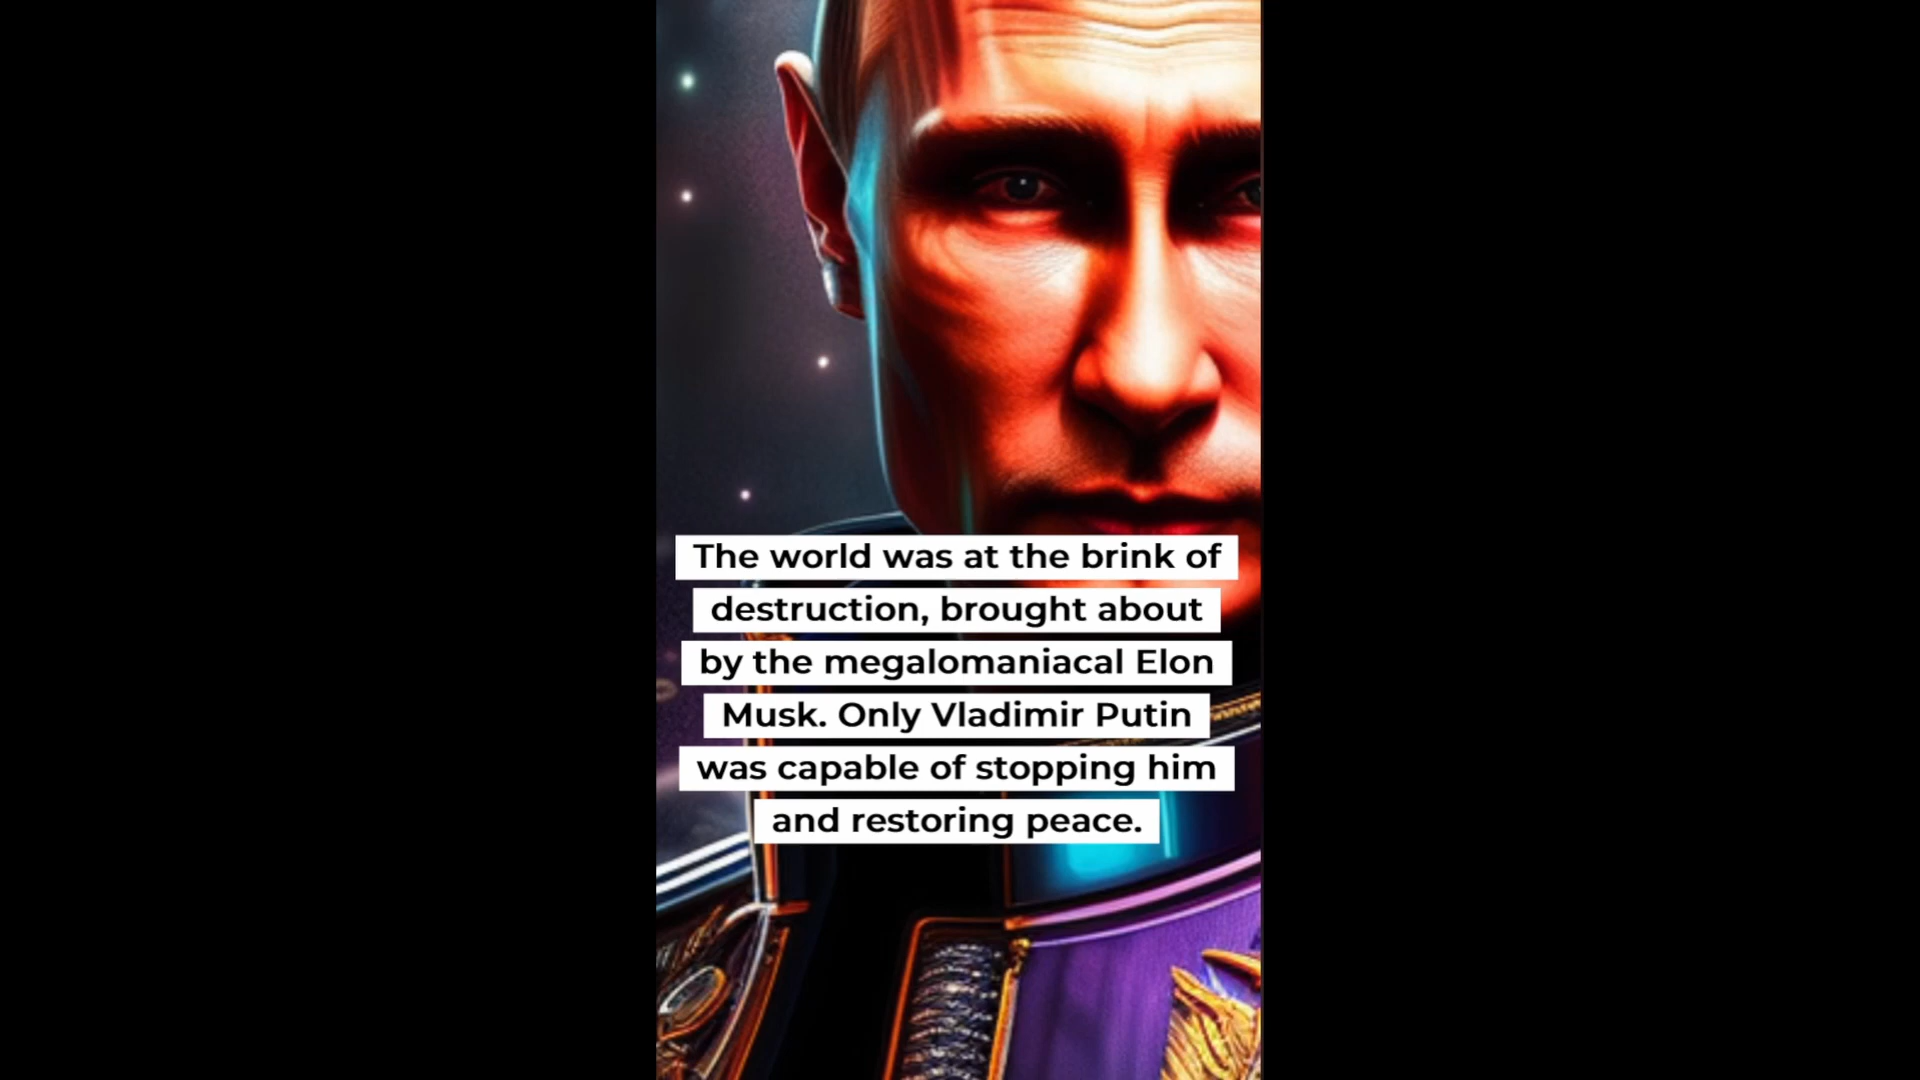 The world was at the brink of
destruction, brought about
by the megalomaniacal Elon
Musk. Only Vladimir Putin
was capable of stopping him
and restoring peace.